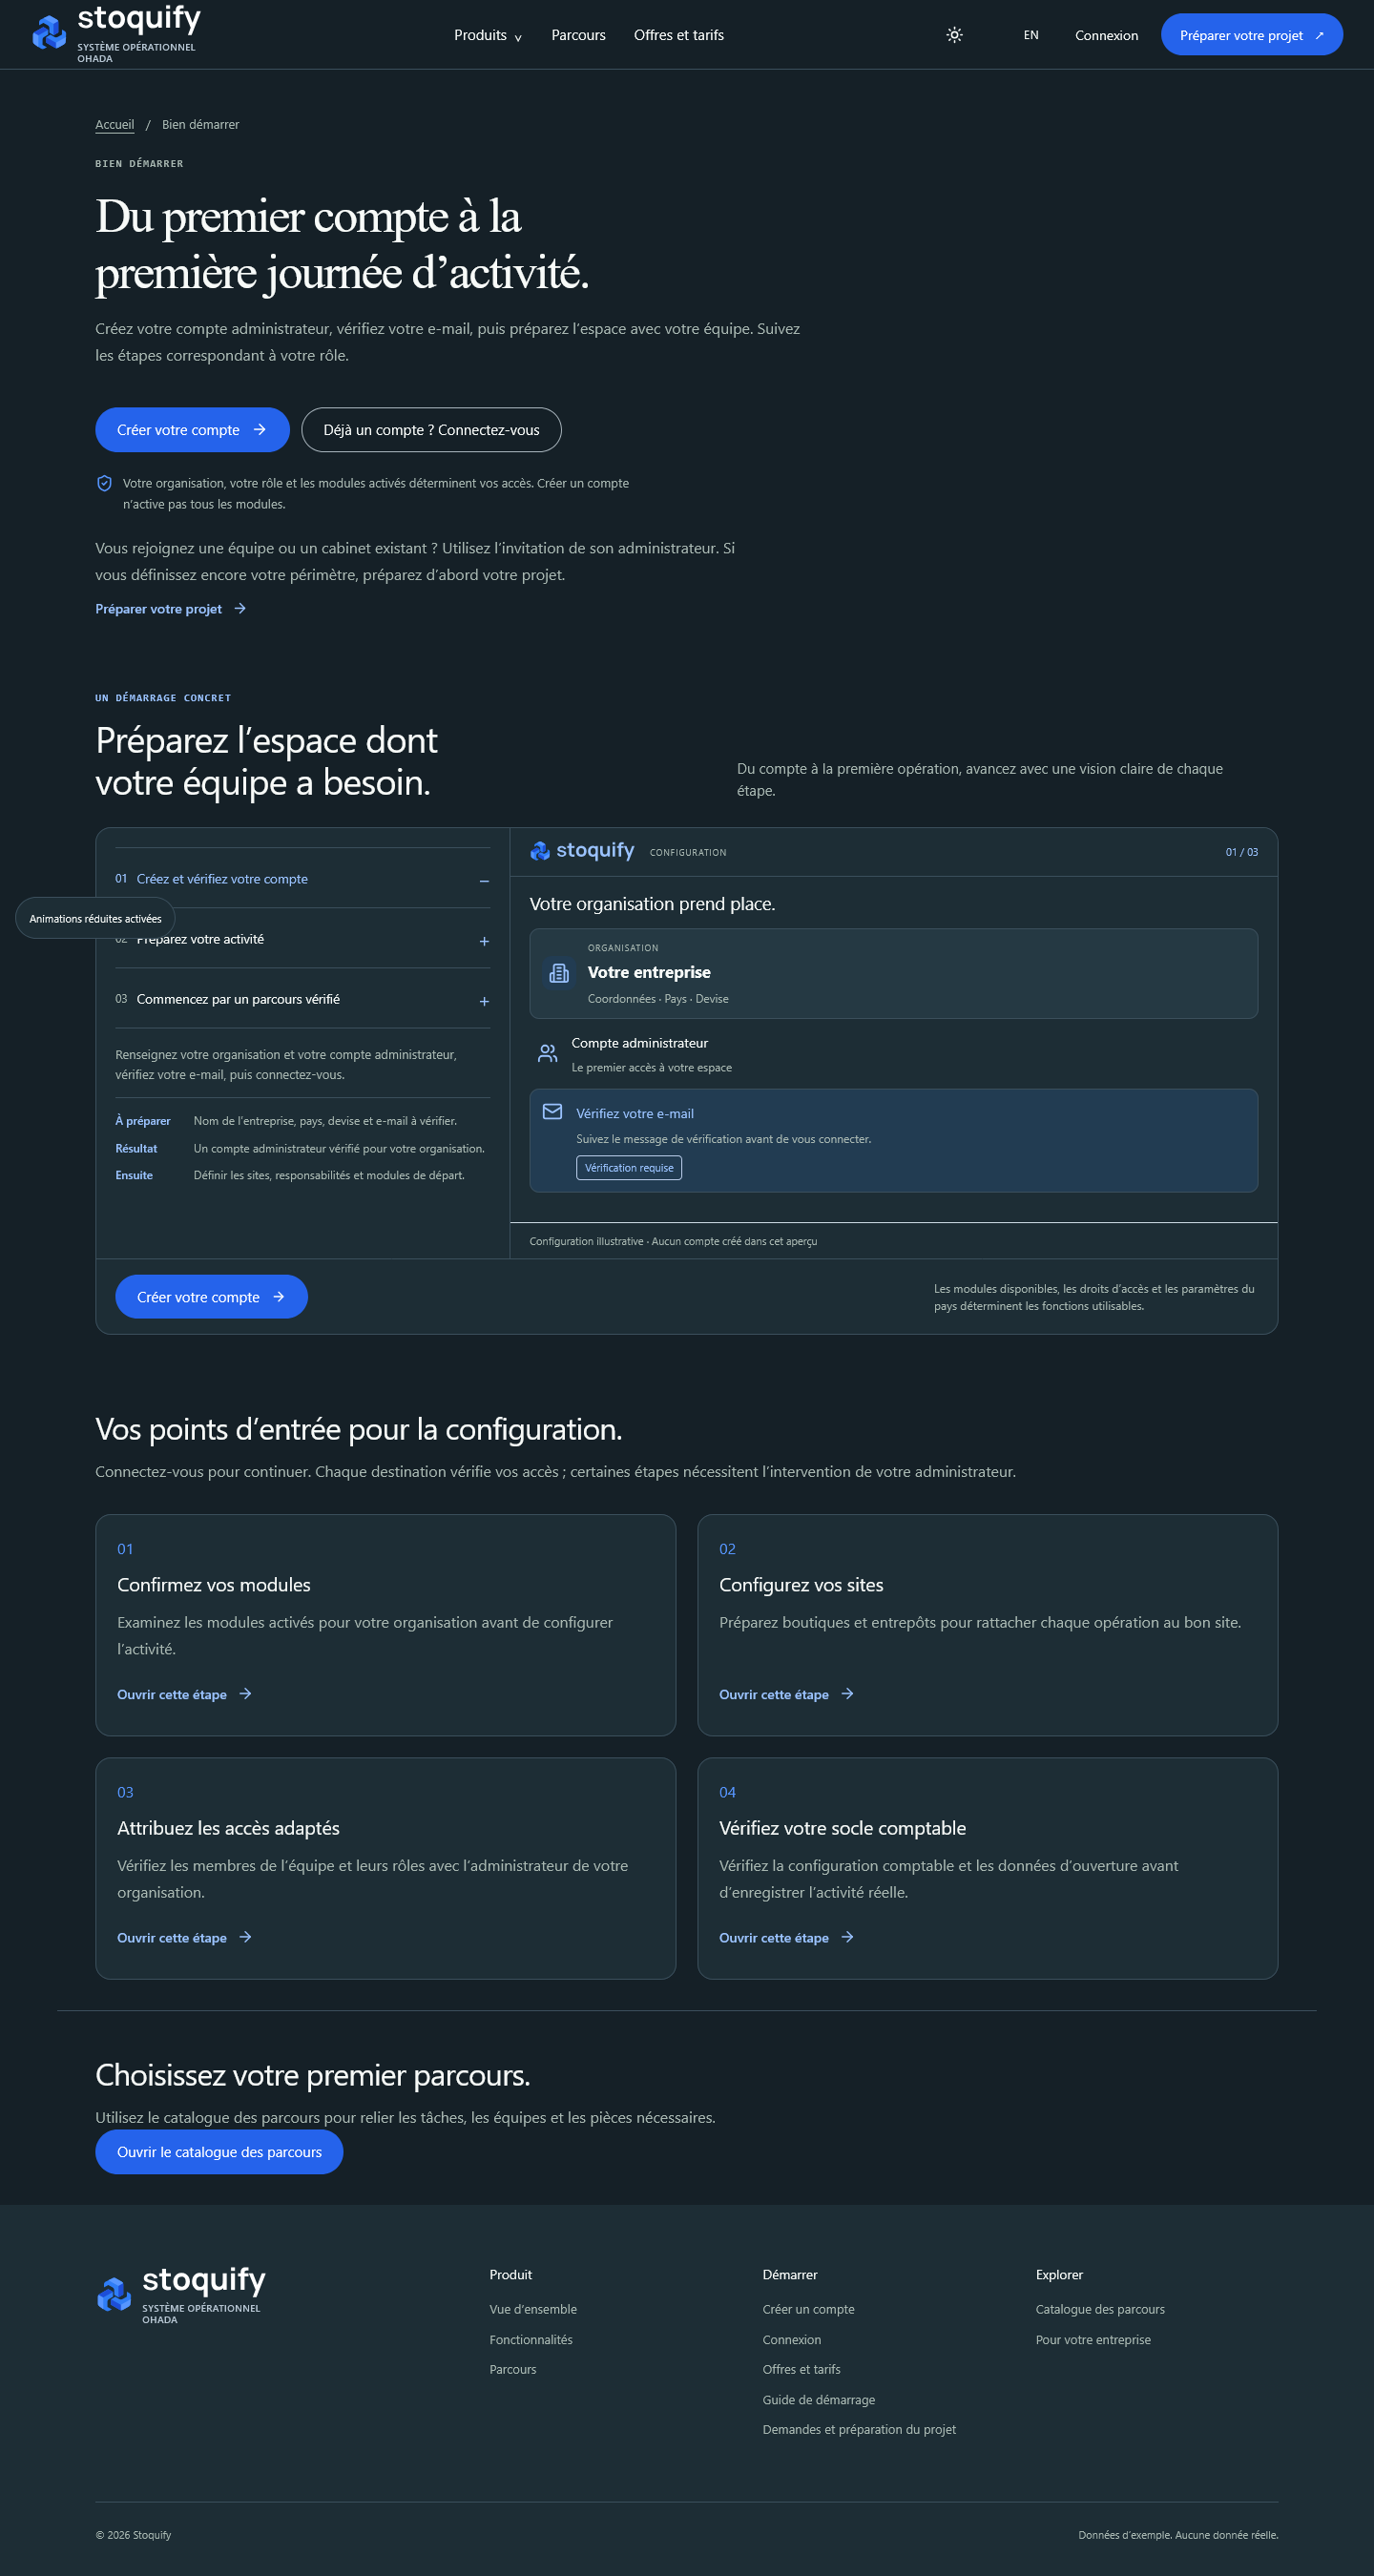 stoquify
SYSTÈME OPÉRATIONNEL
OHADA
Produits
Parcours
Offres et tarifs
EN
Connexion
Préparer votre projet ↗
Accueil / Bien démarrer
BIEN DÉMARRER
Du premier compte à la
première journée d’activité.
Créez votre compte administrateur, vérifiez votre e-mail, puis préparez l’espace avec votre équipe. Suivez
les étapes correspondant à votre rôle.
Créer votre compte →
Déjà un compte ? Connectez-vous
Votre organisation, votre rôle et les modules activés déterminent vos accès. Créer un compte
n'active pas tous les modules.
Vous rejoignez une équipe ou un cabinet existant ? Utilisez l’invitation de son administrateur. Si
vous définissez encore votre périmètre, préparez d’abord votre projet.
Préparer votre projet →
UN DÉMARRAGE CONCRET
Préparez l’espace dont
votre équipe a besoin.
Du compte à la première opération, avancez avec une vision claire de chaque
étape.
01 Créez et vérifiez votre compte −
Animations réduites activées
02 Préparez votre activité +
03 Commencez par un parcours vérifié +
Renseignez votre organisation et votre compte administrateur,
vérifiez votre e-mail, puis connectez-vous.
À préparer Nom de l’entreprise, pays, devise et e-mail à vérifier.
Résultat Un compte administrateur vérifié pour votre organisation.
Ensuite Définir les sites, responsabilités et modules de départ.
stoquify CONFIGURATION 01 / 03
Votre organisation prend place.
ORGANISATION
Votre entreprise
Coordonnées · Pays · Devise
Compte administrateur
Le premier accès à votre espace
Vérifiez votre e-mail
Suivez le message de vérification avant de vous connecter.
Vérification requise
Configuration illustrative · Aucun compte créé dans cet aperçu
Créer votre compte →
Les modules disponibles, les droits d’accès et les paramètres du
pays déterminent les fonctions utilisables.
Vos points d’entrée pour la configuration.
Connectez-vous pour continuer. Chaque destination vérifie vos accès ; certaines étapes nécessitent l’intervention de votre administrateur.
01
Confirmez vos modules
Examinez les modules activés pour votre organisation avant de configurer
l’activité.
Ouvrir cette étape →
02
Configurez vos sites
Préparez boutiques et entrepôts pour rattacher chaque opération au bon site.
Ouvrir cette étape →
03
Attribuez les accès adaptés
Vérifiez les membres de l’équipe et leurs rôles avec l’administrateur de votre
organisation.
Ouvrir cette étape →
04
Vérifiez votre socle comptable
Vérifiez la configuration comptable et les données d’ouverture avant
d’enregistrer l’activité réelle.
Ouvrir cette étape →
Choisissez votre premier parcours.
Utilisez le catalogue des parcours pour relier les tâches, les équipes et les pièces nécessaires.
Ouvrir le catalogue des parcours
stoquify
SYSTÈME OPÉRATIONNEL
OHADA
Produit
Vue d’ensemble
Fonctionnalités
Parcours
Démarrer
Créer un compte
Connexion
Offres et tarifs
Guide de démarrage
Demandes et préparation du projet
Explorer
Catalogue des parcours
Pour votre entreprise
© 2026 Stoquify
Données d’exemple. Aucune donnée réelle.